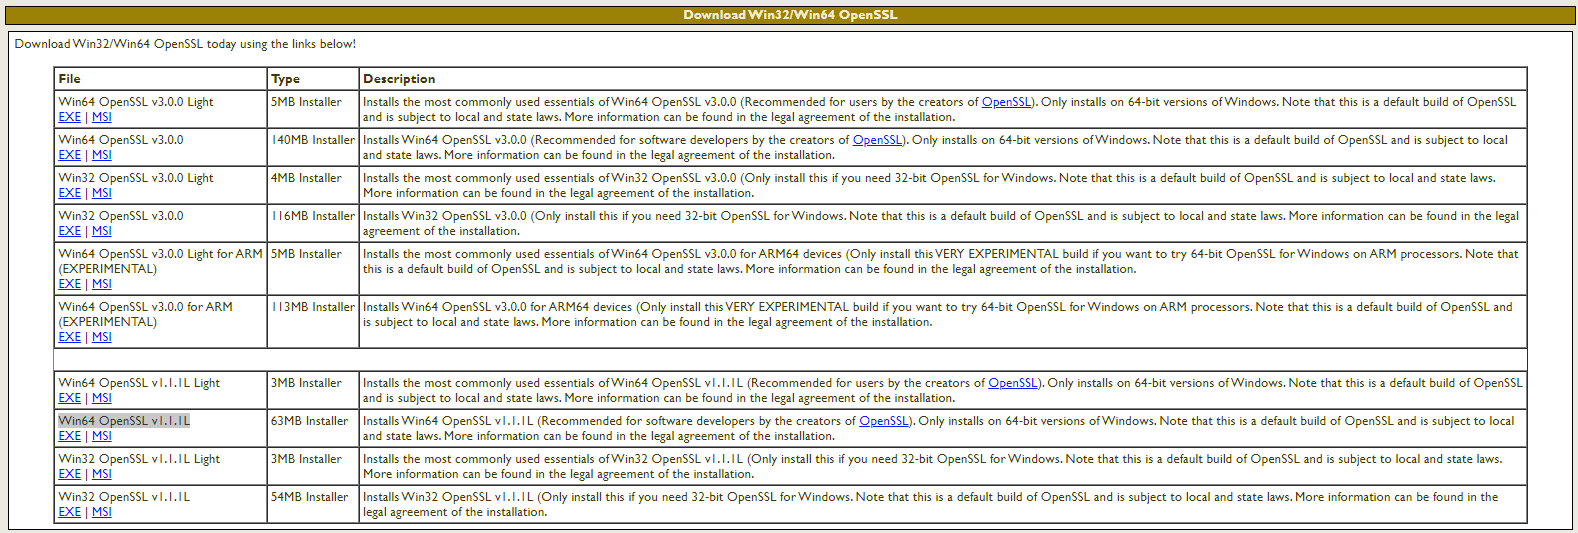 Download Win32/Win64 OpenSSL
Download Win32/Win64 OpenSSL today using the links below!
File Type Description
Win64 OpenSSL v3.0.0 Light 5MB Installer Installs the most commonly used essentials of Win64 OpenSSL v3.0.0 (Recommended for users by the creators of OpenSSL). Only installs on 64-bit versions of Windows. Note that this is a default build of OpenSSL
EXE | MSI and is subject to local and state laws. More information can be found in the legal agreement of the installation.
Win64 OpenSSL v3.0.0 140MB Installer Installs Win64 OpenSSL v3.0.0 (Recommended for software developers by the creators of OpenSSL). Only installs on 64-bit versions of Windows. Note that this is a default build of OpenSSL and is subject to local
EXE | MSI and state laws. More information can be found in the legal agreement of the installation.
Win32 OpenSSL v3.0.0 Light 4MB Installer Installs the most commonly used essentials of Win32 OpenSSL v3.0.0 (Only install this if you need 32-bit OpenSSL for Windows. Note that this is a default build of OpenSSL and is subject to local and state laws.
EXE | MSI More information can be found in the legal agreement of the installation.
Win32 OpenSSL v3.0.0 116MB Installer Installs Win32 OpenSSL v3.0.0 (Only install this if you need 32-bit OpenSSL for Windows. Note that this is a default build of OpenSSL and is subject to local and state laws. More information can be found in the legal
EXE | MSI agreement of the installation.
Win64 OpenSSL v3.0.0 Light for ARM 5MB Installer Installs the most commonly used essentials of Win64 OpenSSL v3.0.0 for ARM64 devices (Only install this VERY EXPERIMENTAL build if you want to try 64-bit OpenSSL for Windows on ARM processors. Note that
(EXPERIMENTAL) this is a default build of OpenSSL and is subject to local and state laws. More information can be found in the legal agreement of the installation.
EXE | MSI
Win64 OpenSSL v3.0.0 for ARM 113MB Installer Installs Win64 OpenSSL v3.0.0 for ARM64 devices (Only install this VERY EXPERIMENTAL build if you want to try 64-bit OpenSSL for Windows on ARM processors. Note that this is a default build of OpenSSL and
(EXPERIMENTAL) is subject to local and state laws. More information can be found in the legal agreement of the installation.
EXE | MSI
Win64 OpenSSL v1.1.1L Light 3MB Installer Installs the most commonly used essentials of Win64 OpenSSL v1.1.1L (Recommended for users by the creators of OpenSSL). Only installs on 64-bit versions of Windows. Note that this is a default build of OpenSSL
EXE | MSI and is subject to local and state laws. More information can be found in the legal agreement of the installation.
Win64 OpenSSL v1.1.1L 63MB Installer Installs Win64 OpenSSL v1.1.1L (Recommended for software developers by the creators of OpenSSL). Only installs on 64-bit versions of Windows. Note that this is a default build of OpenSSL and is subject to local
EXE | MSI and state laws. More information can be found in the legal agreement of the installation.
Win32 OpenSSL v1.1.1L Light 3MB Installer Installs the most commonly used essentials of Win32 OpenSSL v1.1.1L (Only install this if you need 32-bit OpenSSL for Windows. Note that this is a default build of OpenSSL and is subject to local and state laws.
EXE | MSI More information can be found in the legal agreement of the installation.
Win32 OpenSSL v1.1.1L 54MB Installer Installs Win32 OpenSSL v1.1.1L (Only install this if you need 32-bit OpenSSL for Windows. Note that this is a default build of OpenSSL and is subject to local and state laws. More information can be found in the
EXE | MSI legal agreement of the installation.